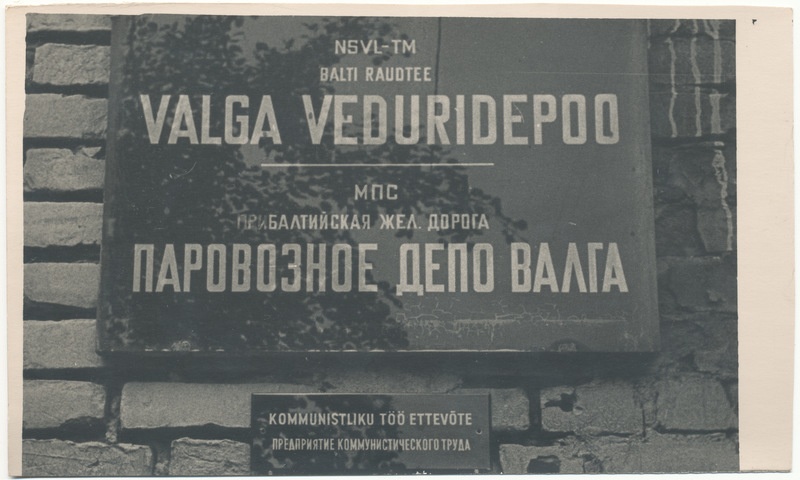 NSVL-TM
BALTI RAUDTEE
VALGA VEDURIDEPOO
МПС
ПРИБАЛТИЙСКАЯ ЖЕЛ. ДОРОГА
ПАРОВОЗНОЕ ДЕПО ВАЛГА
KOMMUNISTLIKU TÖÖ ETTEVÕTE
ПРЕДПРИЯТИЕ КОММУНИСТИЧЕСКОГО ТРУДА